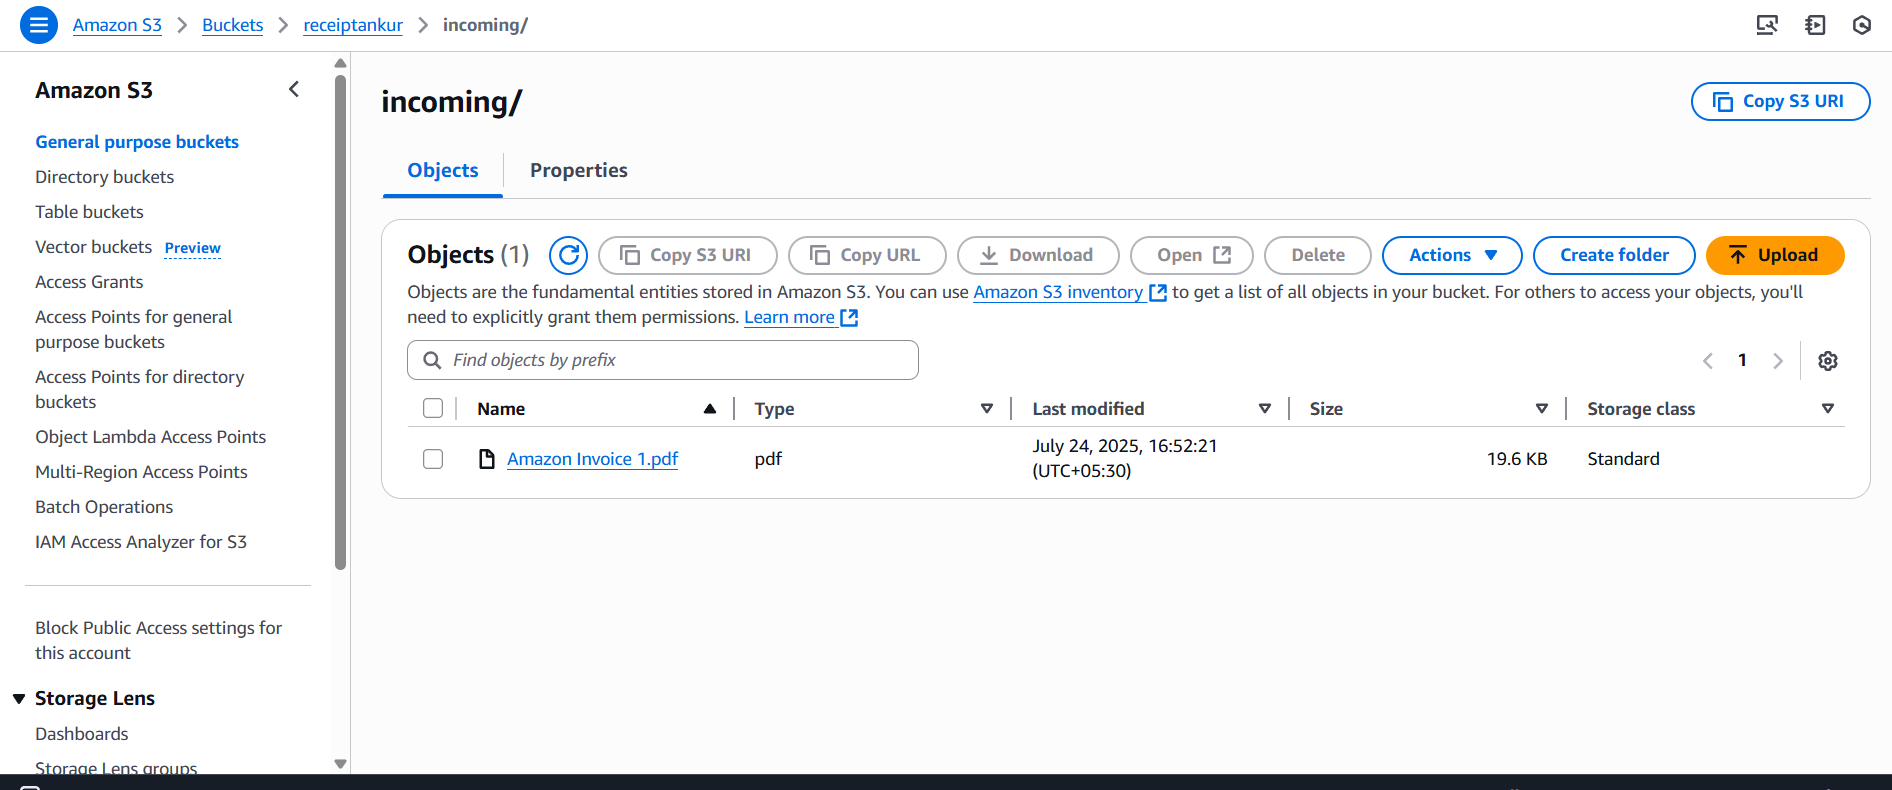 Amazon S3 > Buckets > receiptankur > incoming/
Amazon S3
General purpose buckets
Directory buckets
Table buckets
Vector buckets Preview
Access Grants
Access Points for general
purpose buckets
Access Points for directory
buckets
Object Lambda Access Points
Multi-Region Access Points
Batch Operations
IAM Access Analyzer for S3
Block Public Access settings for
this account
Storage Lens
Dashboards
Storage Lens groups
incoming/
Copy S3 URI
Objects Properties
Objects (1) Copy S3 URI Copy URL Download Open Delete Actions Create folder Upload
Objects are the fundamental entities stored in Amazon S3. You can use Amazon S3 inventory to get a list of all objects in your bucket. For others to access your objects, you'll
need to explicitly grant them permissions. Learn more
Find objects by prefix
1
Name Type Last modified Size Storage class
Amazon Invoice 1.pdf pdf July 24, 2025, 16:52:21 19.6 KB Standard
(UTC+05:30)